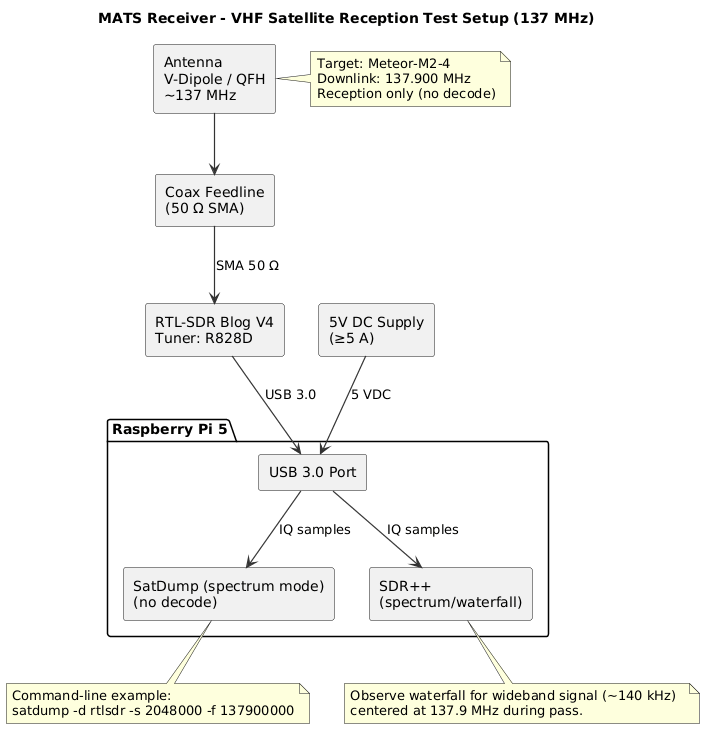 MATS Receiver - VHF Satellite Reception Test Setup (137 MHz)
Antenna
V-Dipole / QFH
~137 MHz
Target: Meteor-M2-4
Downlink: 137.900 MHz
Reception only (no decode)
Coax Feedline
(50 Ω SMA)
SMA 50 Ω
RTL-SDR Blog V4
Tuner: R828D
5V DC Supply
(≥5 A)
USB 3.0
5 VDC
Raspberry Pi 5
USB 3.0 Port
IQ samples
IQ samples
SatDump (spectrum mode)
(no decode)
SDR++
(spectrum/waterfall)
Command-line example:
satdump -d rtlsdr -s 2048000 -f 137900000
Observe waterfall for wideband signal (~140 kHz)
centered at 137.9 MHz during pass.